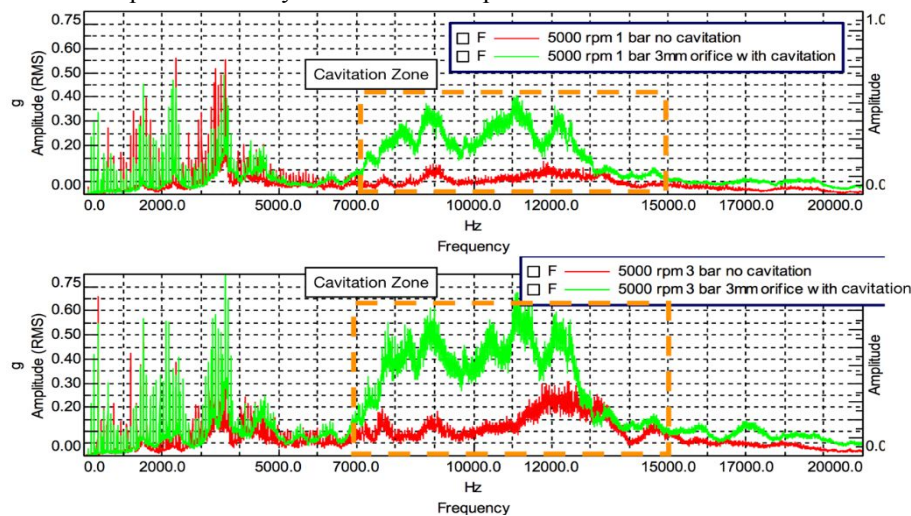 0.75
1.0
F 5000 rpm 1 bar no cavitation
0.60
F 5000 rpm 1 bar 3mm orifice with cavitation
0.50
Cavitation Zone
g
Amplitude (RMS)
0.40
Amplitude
0.30
0.20
0.00
0.0
0.0 2000.0 5000.0 7000.0 10000.0 12000.0 15000.0 17000.0 20000.0
Hz
Frequency
Cavitation Zone
F 5000 rpm 3 bar no cavitation
0.75
F 5000 rpm 3 bar 3mm orifice with cavitation
0.60
0.50
g
Amplitude (RMS)
0.40
Amplitude
0.30
0.20
0.00
0.0
0.0 2000.0 5000.0 7000.0 10000.0 12000.0 15000.0 17000.0 20000.0
Hz
Frequency